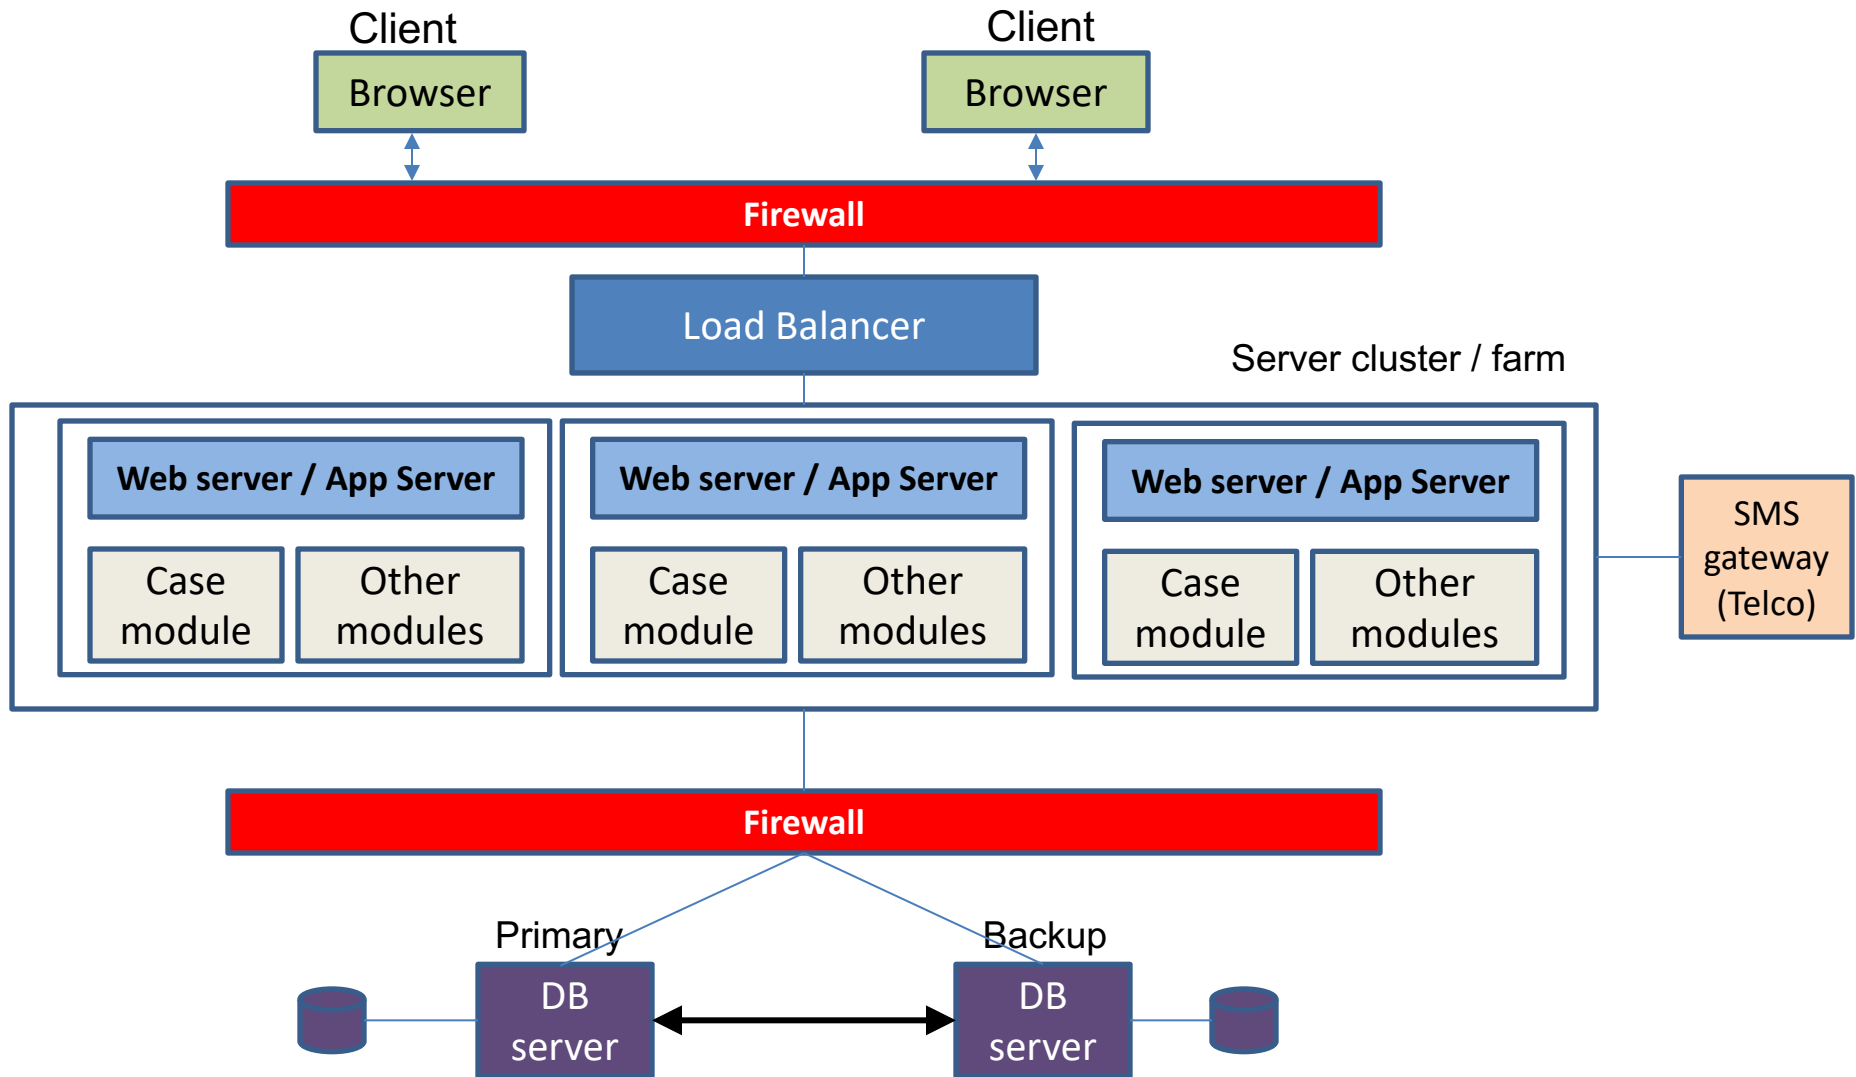 Client
Client
Browser
Browser
Firewall
Load Balancer
Server cluster / farm
Web server / App Server
Web server / App Server
Web server / App Server
Case
module
Other
modules
Case
module
Other
modules
Case
module
Other
modules
SMS
gateway
(Telco)
Firewall
Primary
Backup
DB
server
DB
server